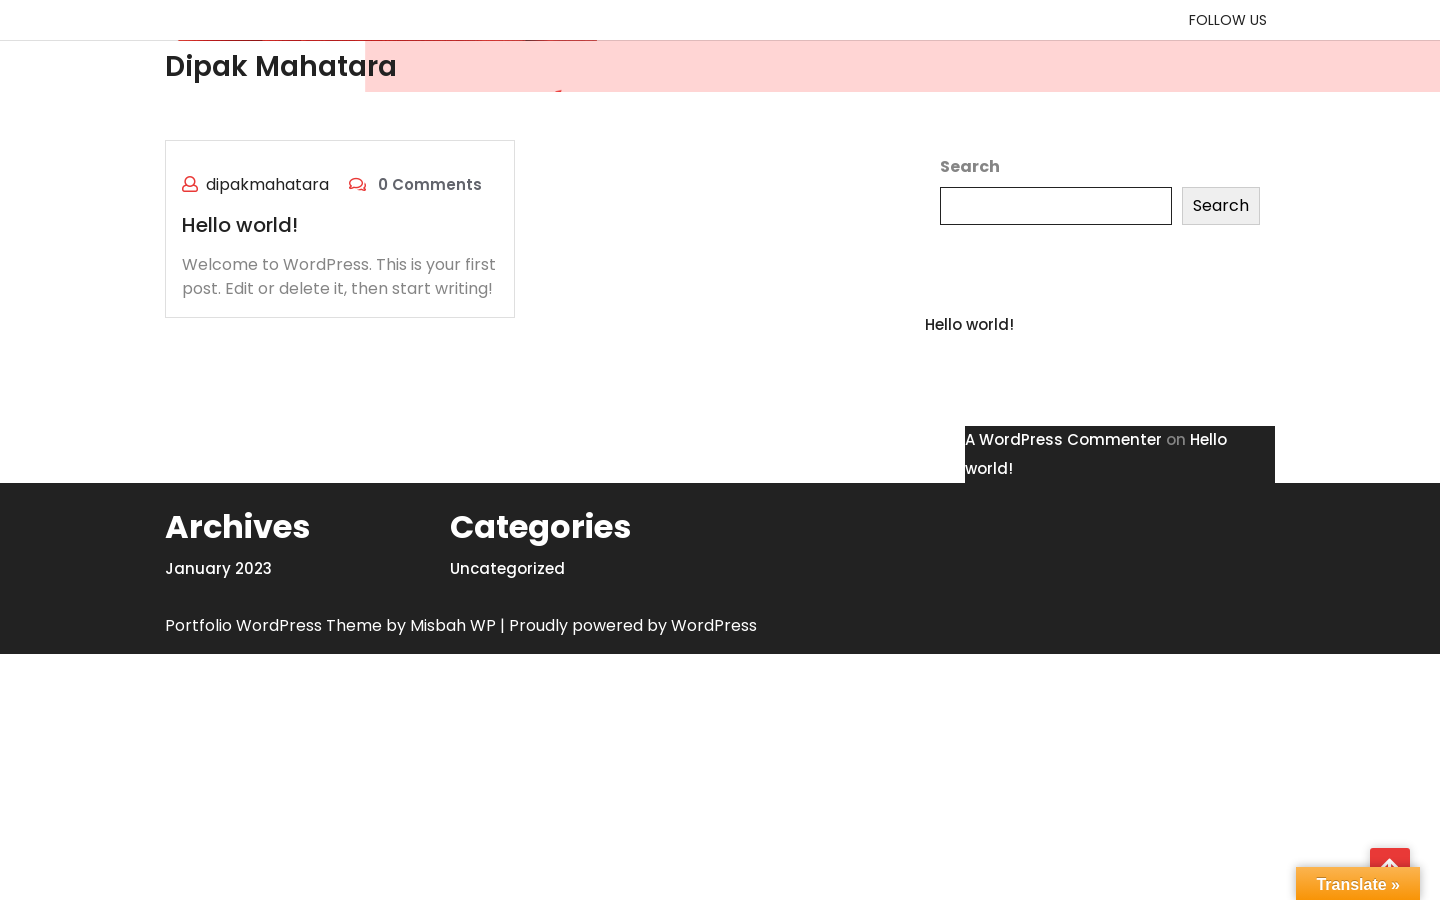 FOLLOW US
Dipak Mahatara
dipakmahatara 0 Comments
Hello world!
Welcome to WordPress. This is your first
post. Edit or delete it, then start writing!
Search
Search
Hello world!
A WordPress Commenter on Hello
world!
Archives
January 2023
Categories
Uncategorized
Portfolio WordPress Theme by Misbah WP | Proudly powered by WordPress
Translate »